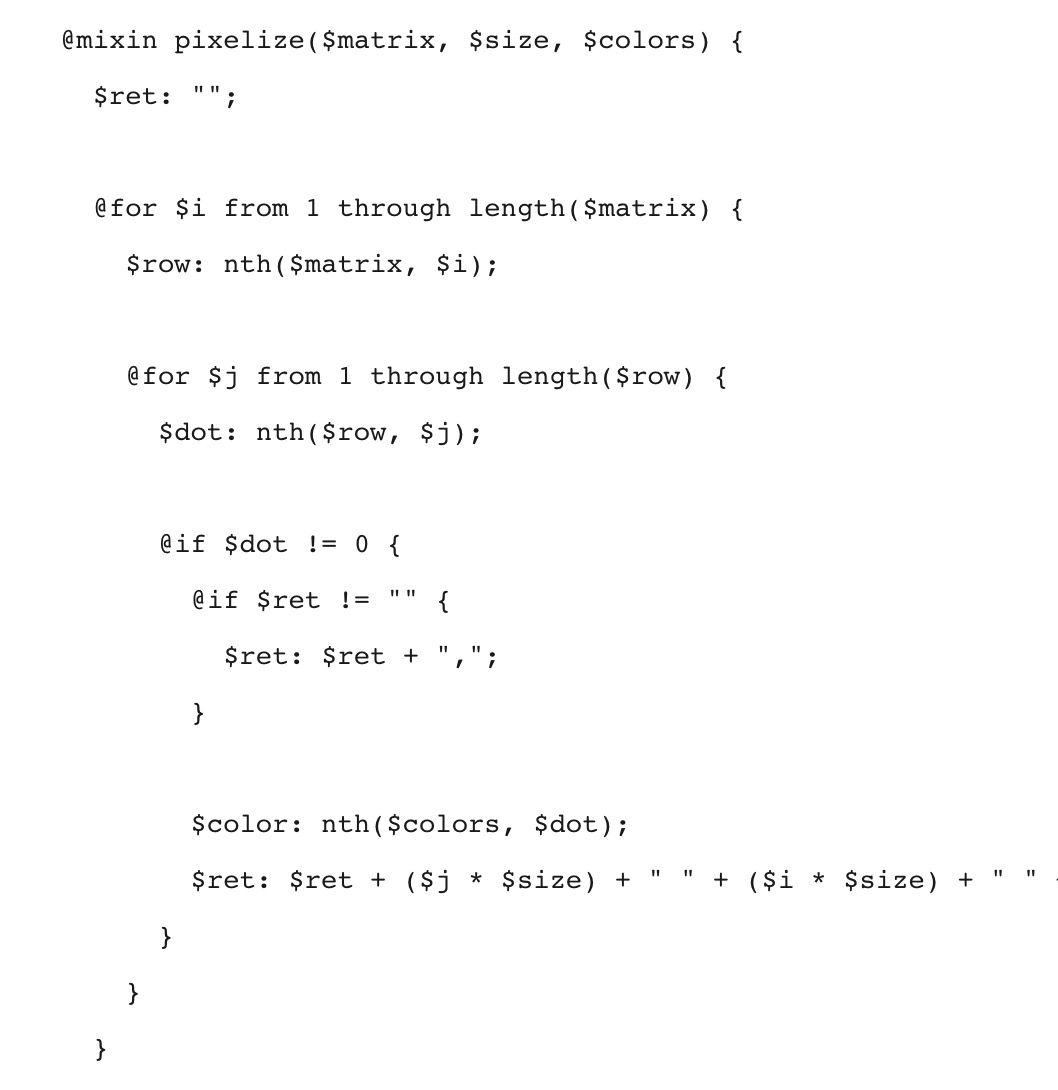 @mixin pixelize($matrix, $size, $colors) {
  $ret: "";
  @for $i from 1 through length($matrix) {
    $row: nth($matrix, $i);
    @for $j from 1 through length($row) {
      $dot: nth($row, $j);
      @if $dot != 0 {
        @if $ret != "" {
          $ret: $ret + ",";
        }
        $color: nth($colors, $dot);
        $ret: $ret + ($j * $size) + " " + ($i * $size) + " "
      }
    }
  }